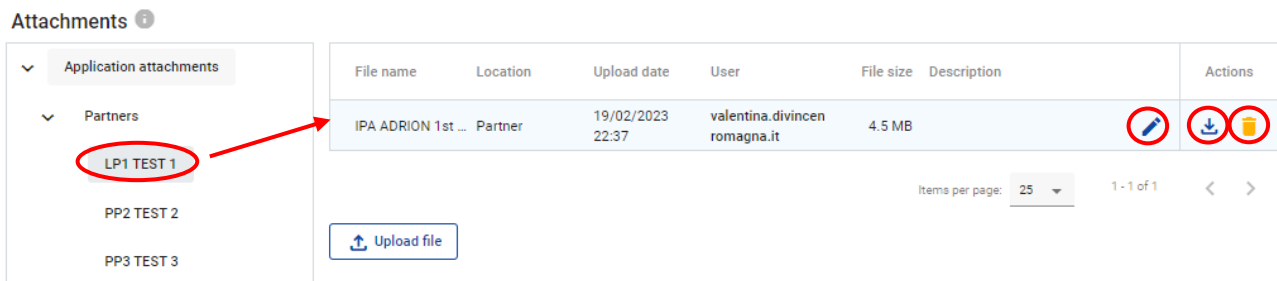 Attachments
Application attachments
Partners
LP1 TEST 1
PP2 TEST 2
PP3 TEST 3
File name Location Upload date User File size Description Actions
IPA ADRION 1st ... Partner 19/02/2023 valentina.divincen 4.5 MB
22:37 romagna.it
Items per page: 25 1 - 1 of 1
Upload file